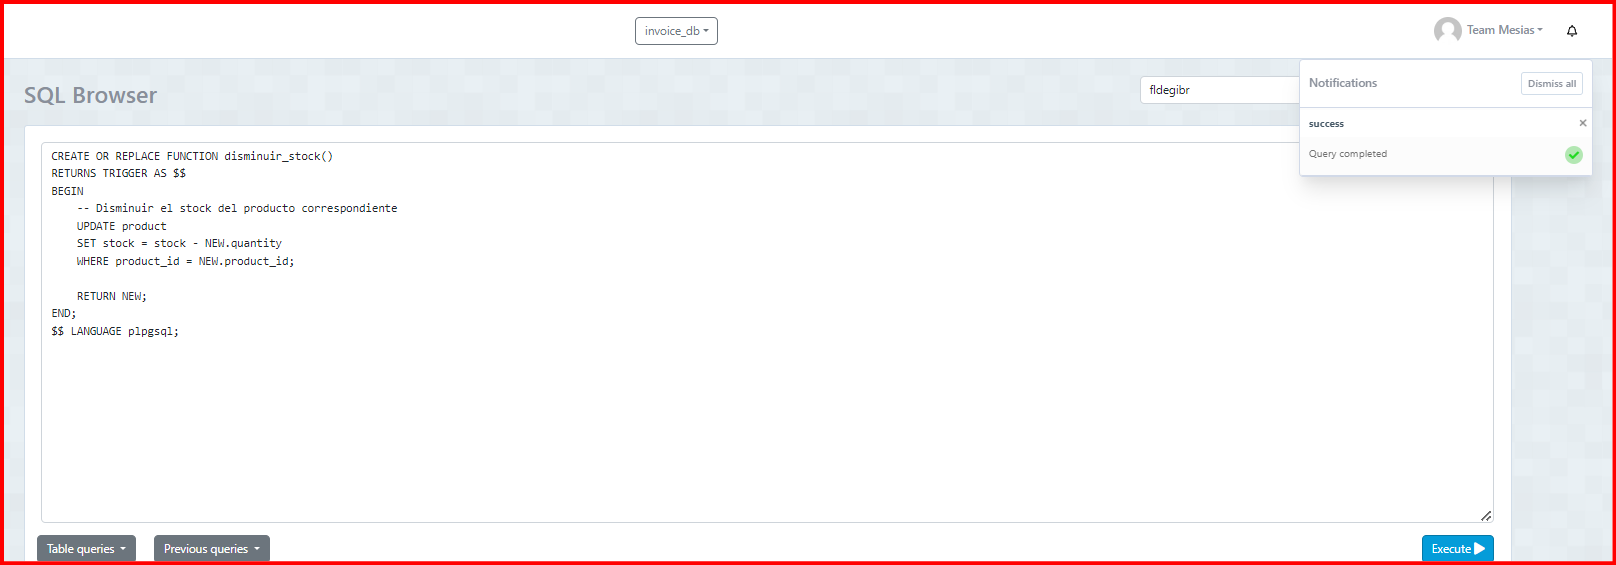 invoice_db
Team Mesias
SQL Browser
fldegibr
Notifications
Dismiss all
success
×
Query completed
CREATE OR REPLACE FUNCTION disminuir_stock()
RETURNS TRIGGER AS $$
BEGIN
    -- Disminuir el stock del producto correspondiente
    UPDATE product
    SET stock = stock - NEW.quantity
    WHERE product_id = NEW.product_id;
    RETURN NEW;
END;
$$ LANGUAGE plpgsql;
Table queries
Previous queries
Execute